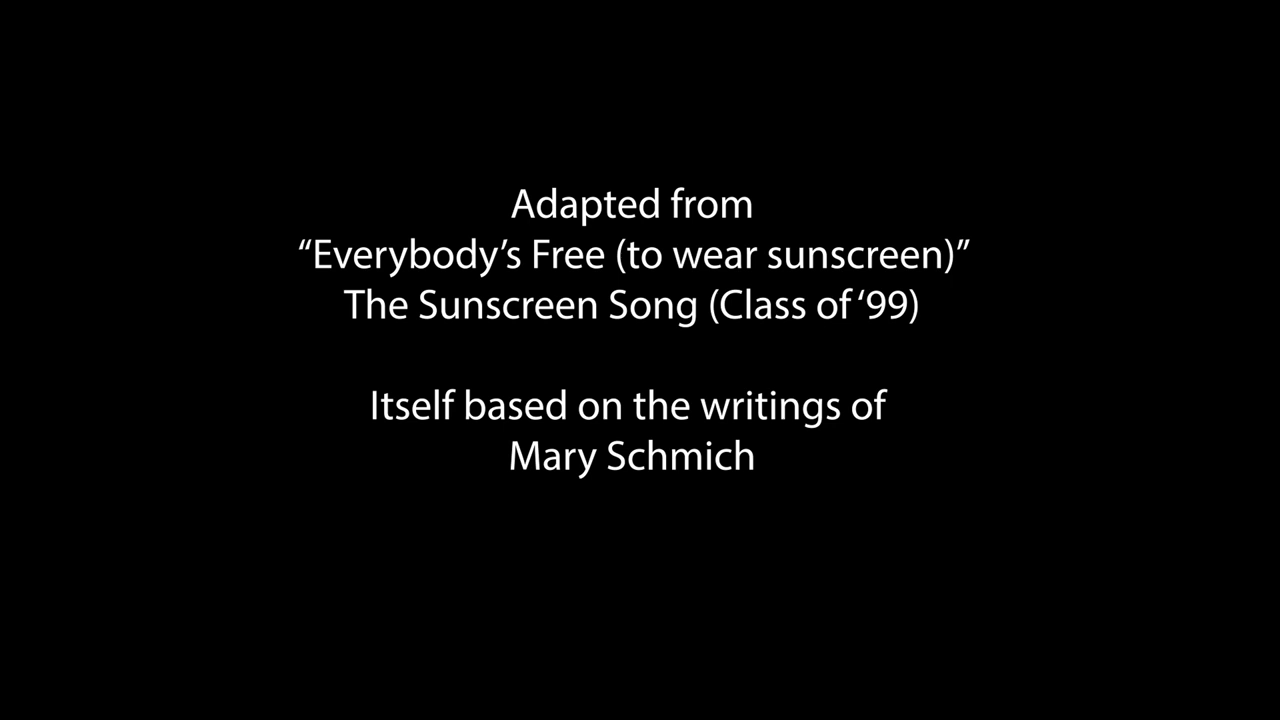 Adapted from
“Everybody’s Free (to wear sunscreen)”
The Sunscreen Song (Class of ‘99)
Itself based on the writings of
Mary Schmich